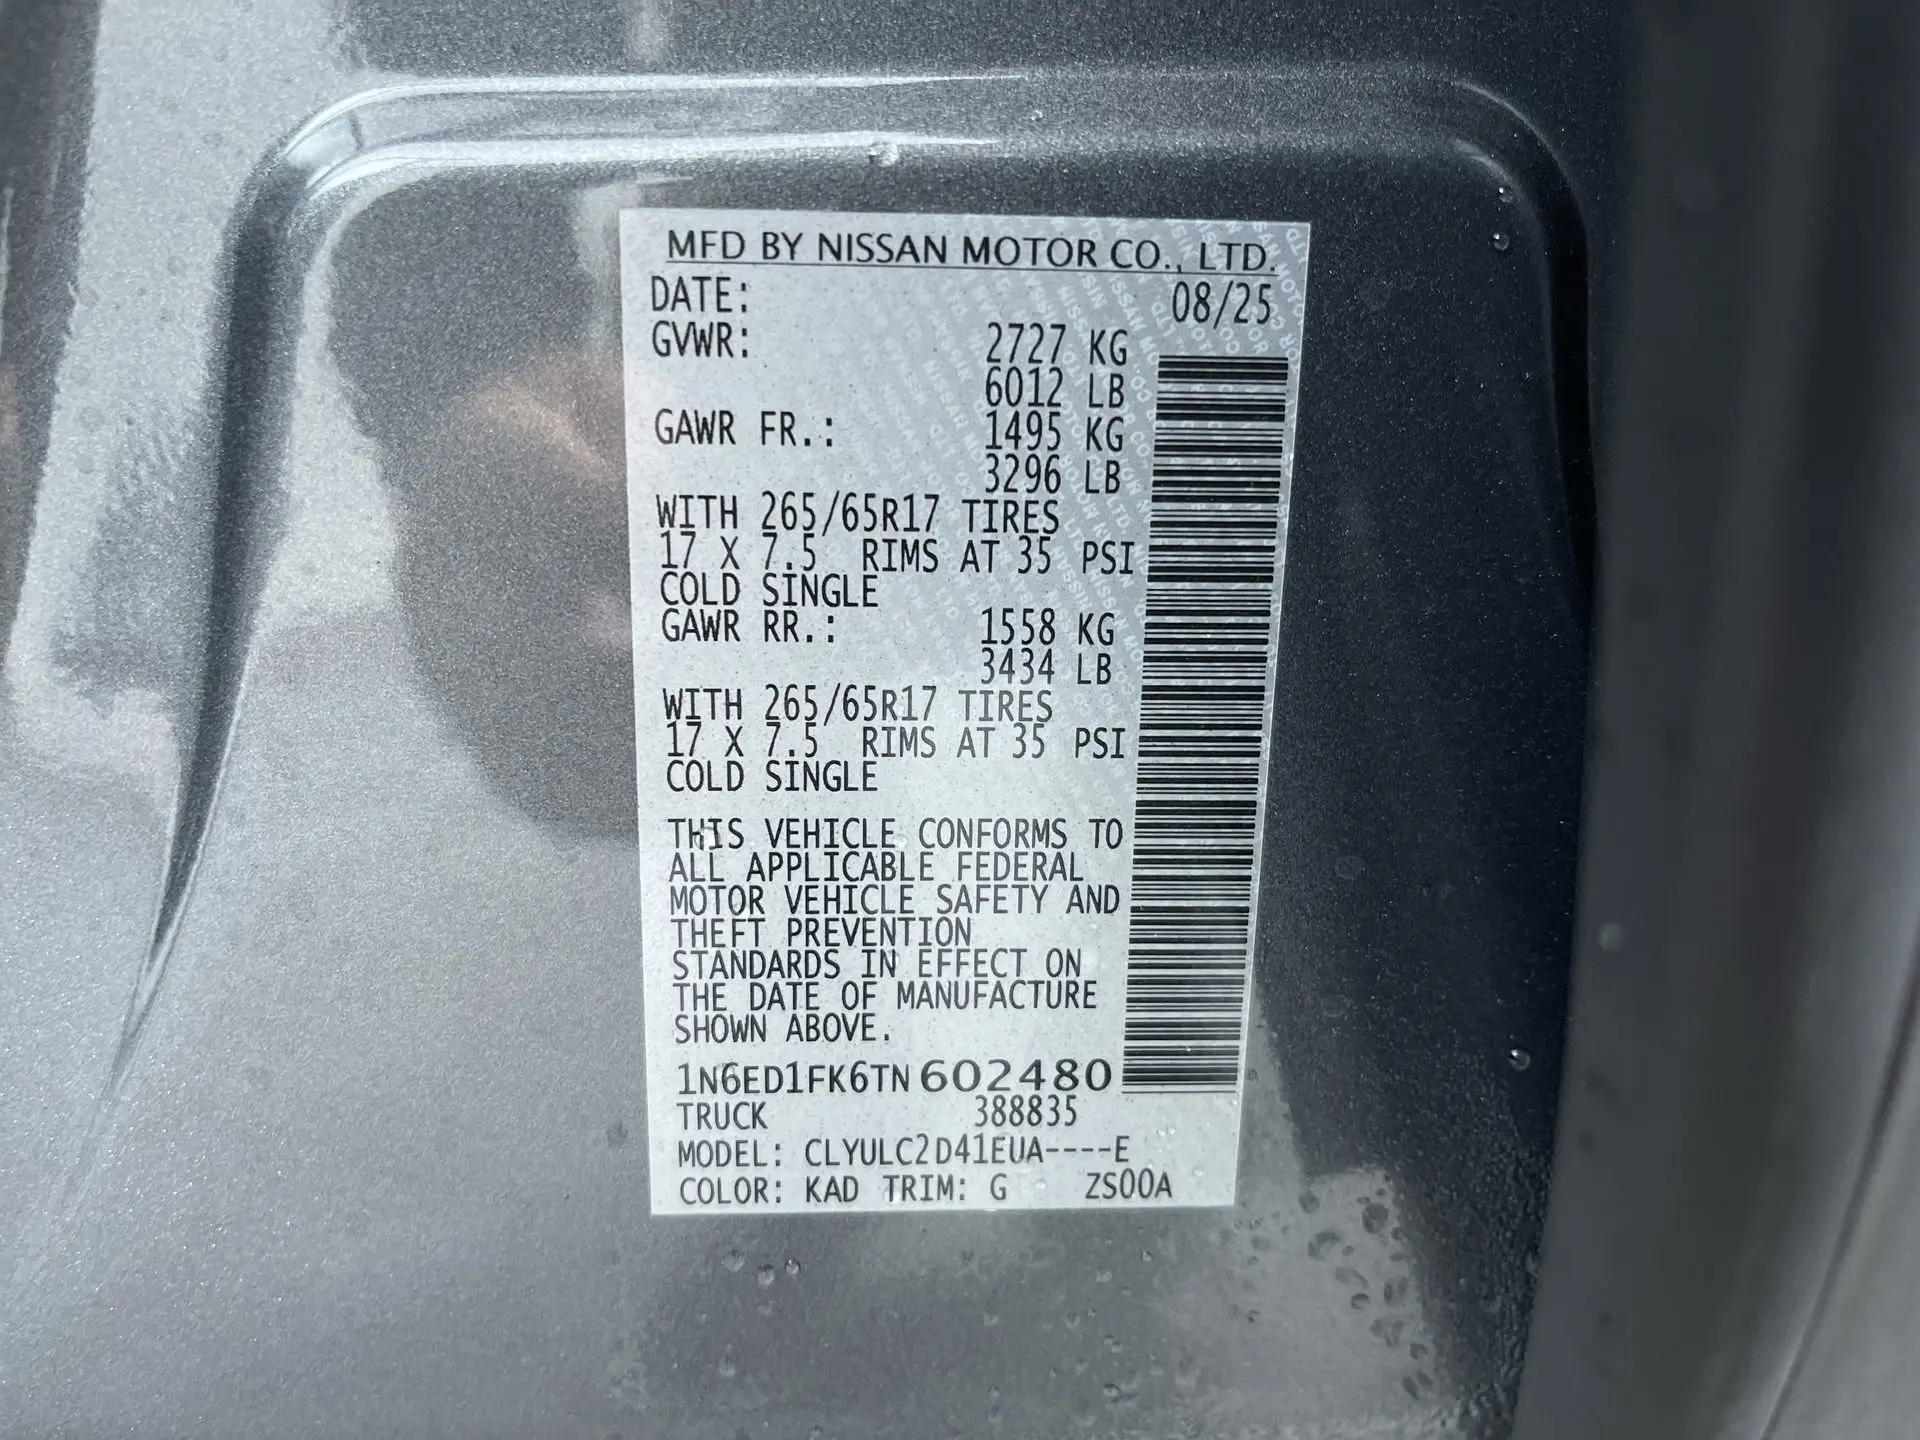 MFD BY NISSAN MOTOR CO., LTD.
DATE: 08/25
GVWR: 2727 KG
6012 LB
GAWR FR.: 1495 KG
3296 LB
WITH 265/65R17 TIRES
17 X 7.5 RIMS AT 35 PSI
COLD SINGLE
GAWR RR.: 1558 KG
3434 LB
WITH 265/65R17 TIRES
17 X 7.5 RIMS AT 35 PSI
COLD SINGLE
THIS VEHICLE CONFORMS TO
ALL APPLICABLE FEDERAL
MOTOR VEHICLE SAFETY AND
THEFT PREVENTION
STANDARDS IN EFFECT ON
THE DATE OF MANUFACTURE
SHOWN ABOVE.
1N6ED1FK6TN602480
TRUCK 388835
MODEL: CLYULC2D41EUA----E
COLOR: KAD TRIM: G ZS00A